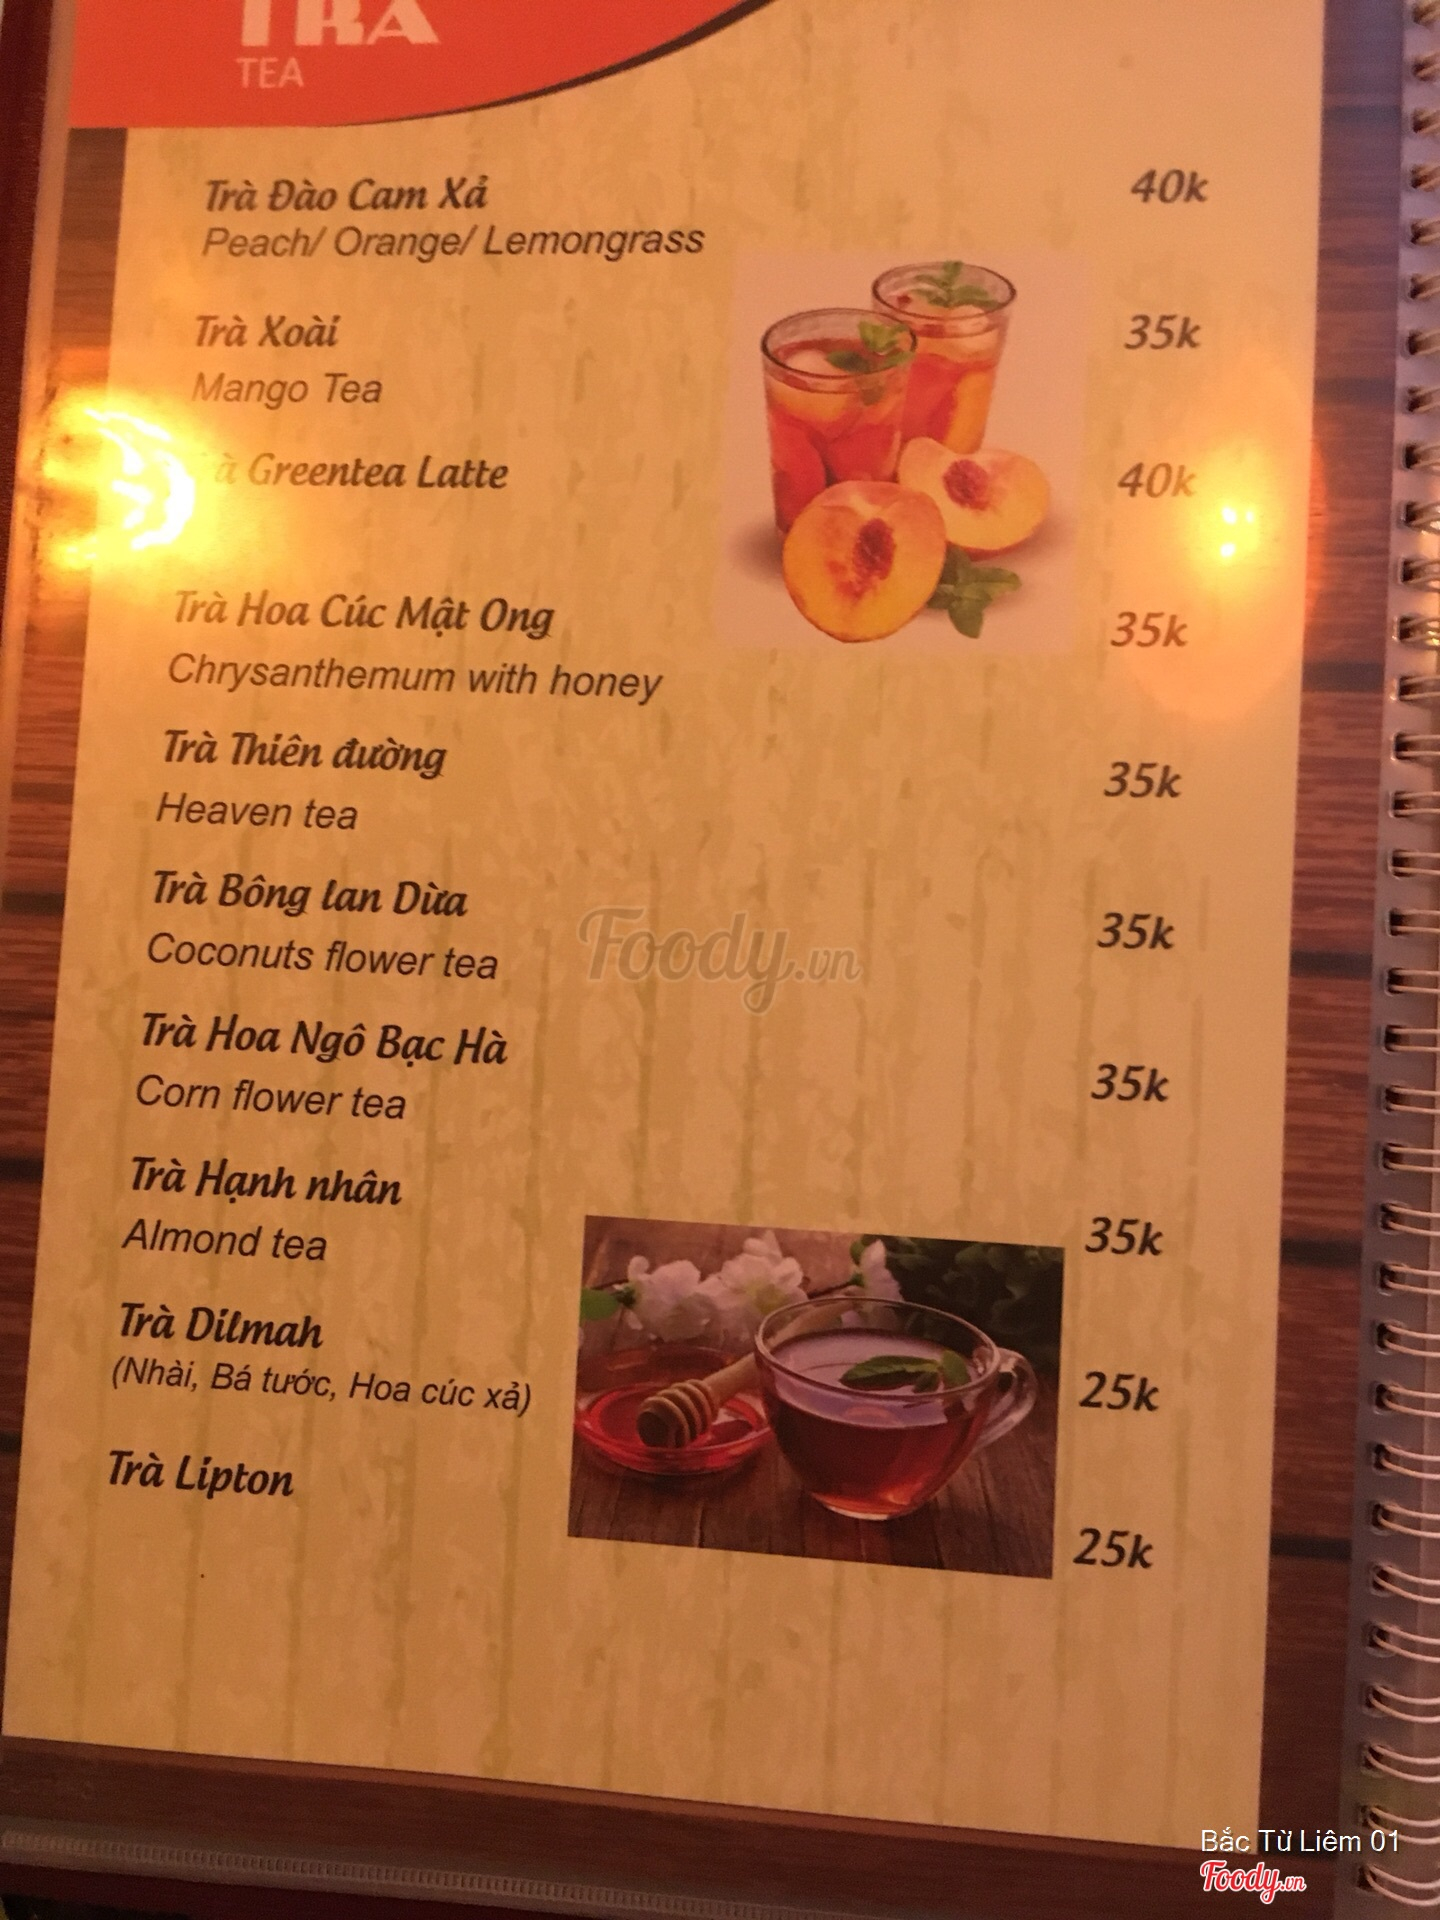 TRÀ
TEA
Trà Đào Cam Xả 40k
Peach/ Orange/ Lemongrass
Trà Xoài 35k
Mango Tea
Greentea Latte 40k
Trà Hoa Cúc Mật Ong 35k
Chrysanthemum with honey
Trà Thiên đường 35k
Heaven tea
Trà Bông lan Dừa 35k
Coconuts flower tea
Foody.vn
Trà Hoa Ngô Bạc Hà 35k
Corn flower tea
Trà Hạnh nhân 35k
Almond tea
Trà Dilmah 25k
(Nhài, Bá tước, Hoa cúc xả)
Trà Lipton 25k
Bắc Từ Liêm 01
Foody.vn